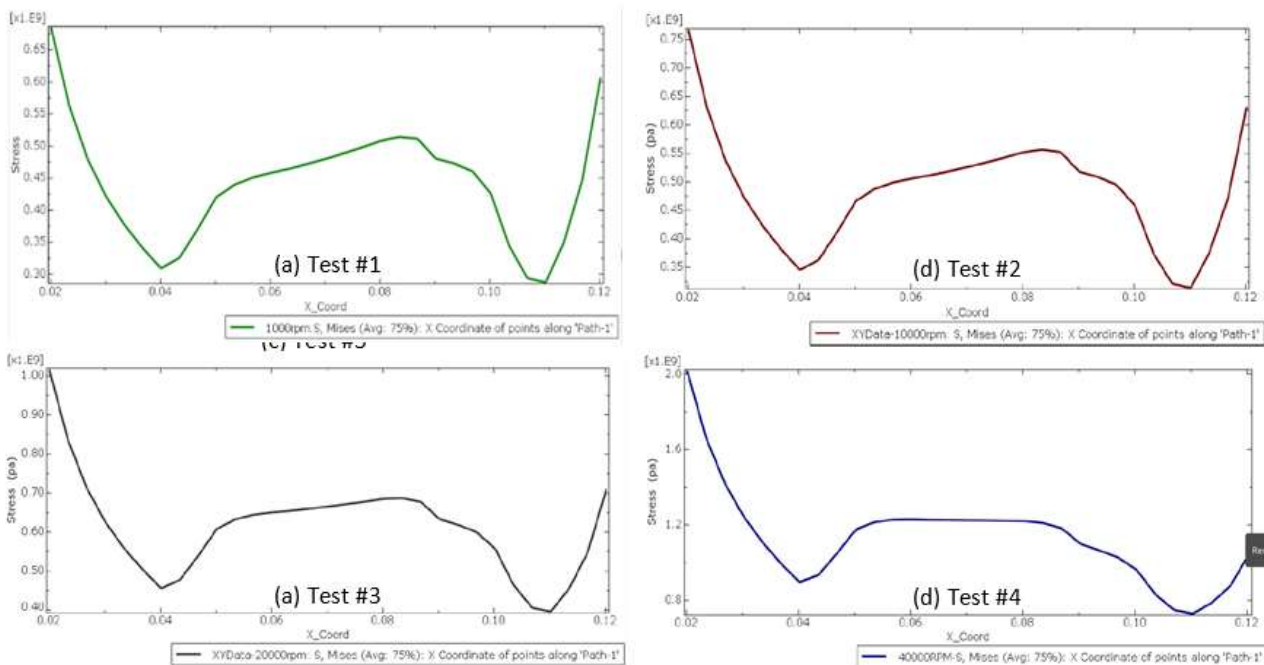 [x1.E9]
0.65
0.60
0.55
0.50
0.45
0.40
0.35
0.30
Stress
(a) Test #1
0.02 0.04 0.06 0.08 0.10 0.12
X_Coord
1000rpm: S, Mises (Avg: 75%): X Coordinate of points along 'Path-1'
[x1.E9]
0.75
0.70
0.65
0.60
0.55
0.50
0.45
0.40
0.35
Stress (pa)
(d) Test #2
0.02 0.04 0.06 0.08 0.10 0.12
X_Coord
XYData-10000rpm: S, Mises (Avg: 75%): X Coordinate of points along 'Path-1'
[x1.E9]
1.00
0.90
0.80
0.70
0.60
0.50
0.40
Stress (pa)
(a) Test #3
0.02 0.04 0.06 0.08 0.10 0.12
X_Coord
XYData-20000rpm: S, Mises (Avg: 75%): X Coordinate of points along 'Path-1'
[x1.E9]
2.0
1.6
1.2
0.8
Stress (pa)
(d) Test #4
0.02 0.04 0.06 0.08 0.10 0.12
X_Coord
40000RPM-S, Mises (Avg: 75%): X Coordinate of points along 'Path-1'